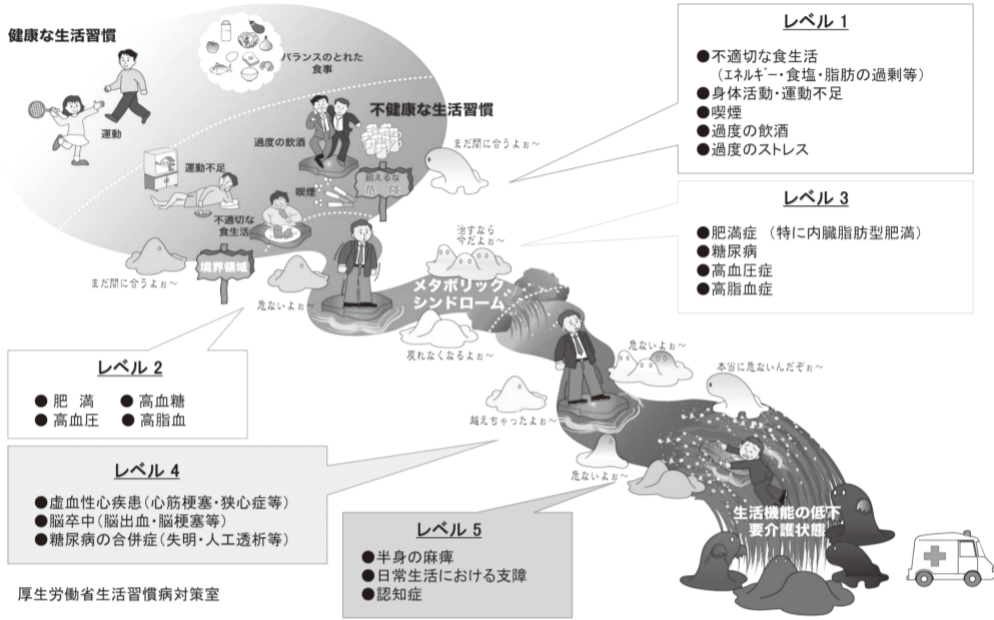 健康な生活習慣
バランスのとれた
食事
運動
不健康な生活習慣
過度の飲酒
運動不足
喫煙
超えるな
危険
不適切な
食生活
まだ間に合うよぉ～
境界領域
まだ間に合うよぉ～
危ないよぉ～
治すなら
今だよぉ～
メタボリック
シンドローム
戻れなくなるよぉ～
危ないよぉ～
本当に危ないんだぞぉ～
越えちゃったよぉ～
危ないよぉ～
生活機能の低下
要介護状態
レベル 1
●不適切な食生活
（エネルギー・食塩・脂肪の過剰等）
●身体活動・運動不足
●喫煙
●過度の飲酒
●過度のストレス
レベル 3
●肥満症　（特に内臓脂肪型肥満）
●糖尿病
●高血圧症
●高脂血症
レベル 2
● 肥　満　● 高血糖
● 高血圧　● 高脂血
レベル 4
●虚血性心疾患（心筋梗塞・狭心症等）
●脳卒中（脳出血・脳梗塞等）
●糖尿病の合併症（失明・人工透析等）
レベル 5
●半身の麻痺
●日常生活における支障
●認知症
厚生労働省生活習慣病対策室